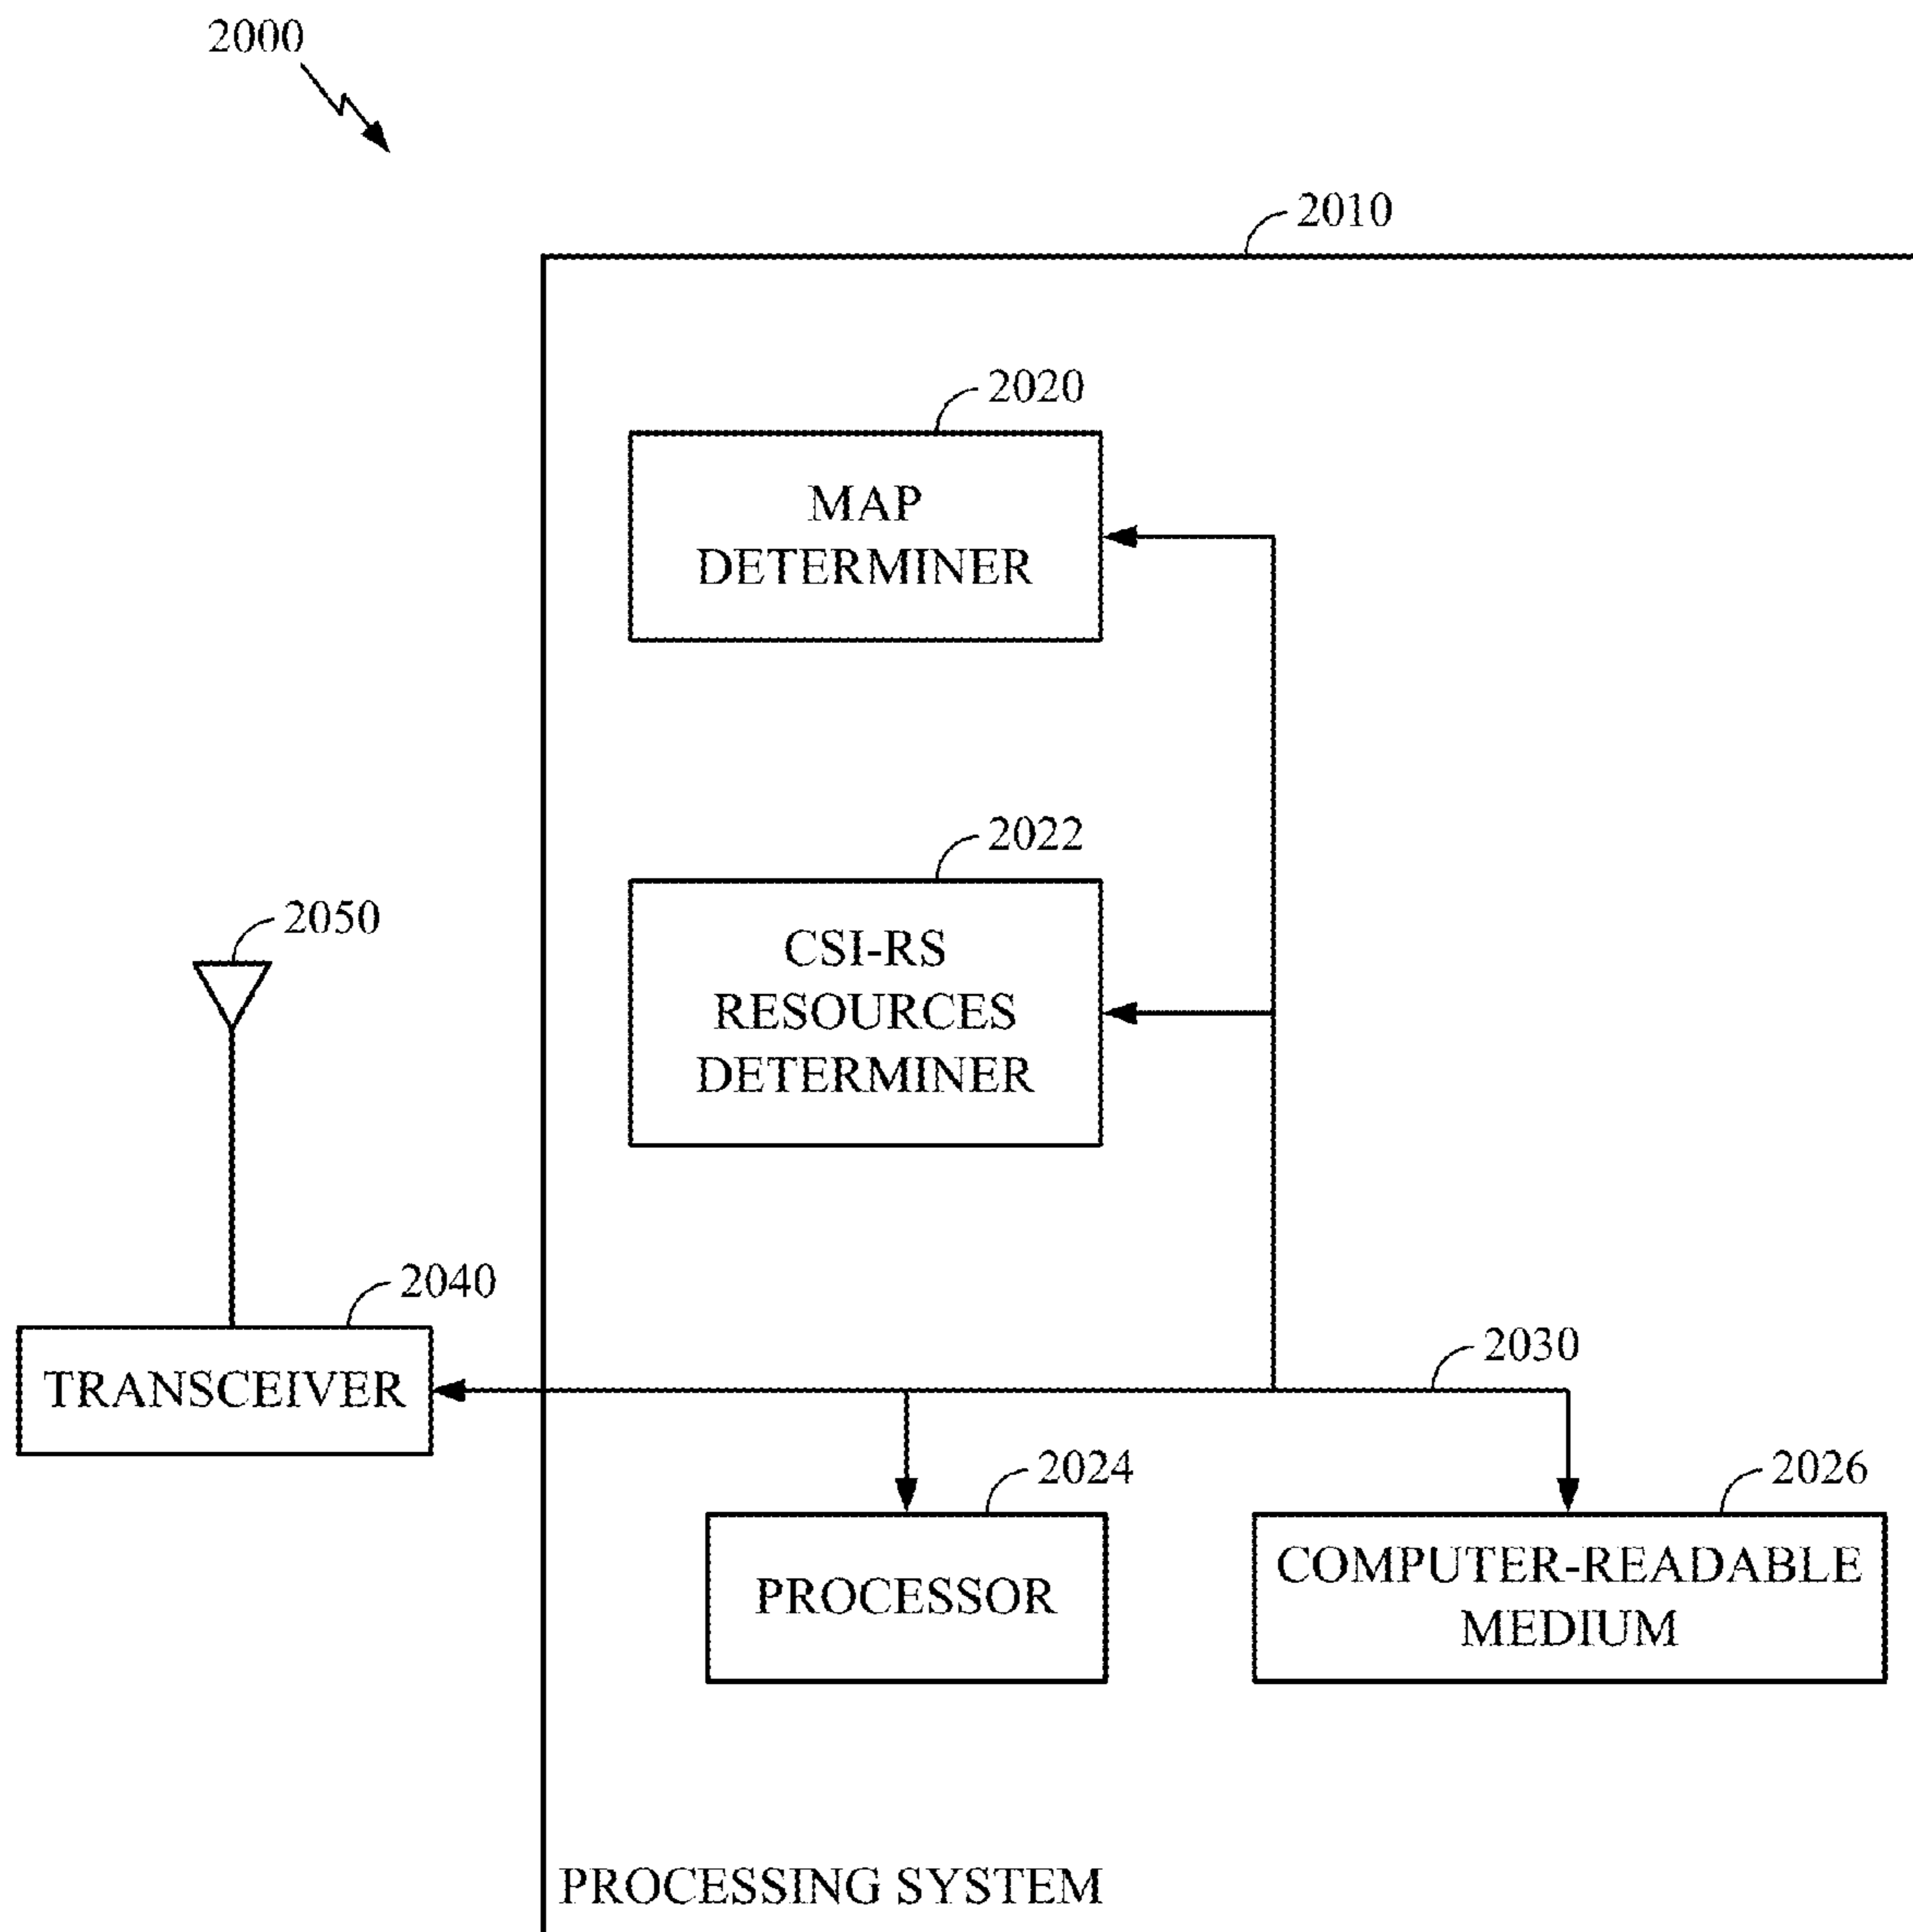 2000
2010
2020
MAP
DETERMINER
2022
CSI-RS
RESOURCES
DETERMINER
2050
2040
TRANSCEIVER
2030
2024
PROCESSOR
2026
COMPUTER-READABLE
MEDIUM
PROCESSING SYSTEM